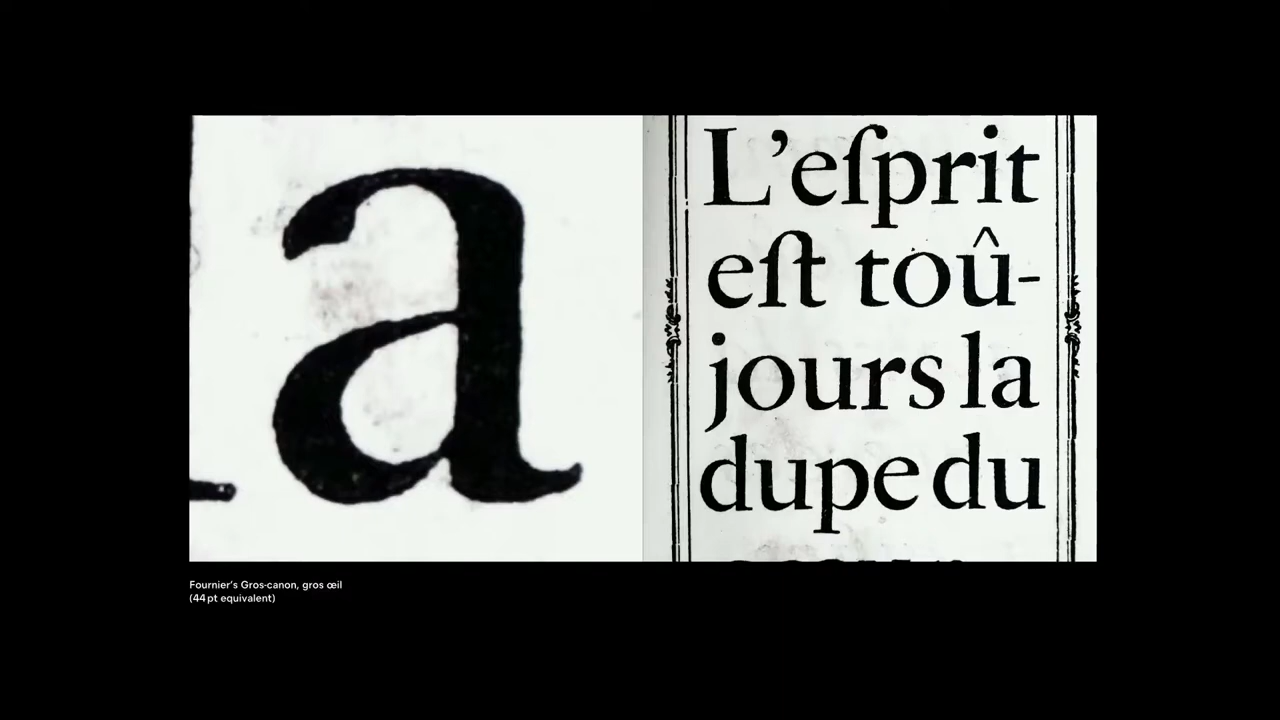 a
L’eſprit
eſt toû-
jours la
dupe du
Fournier’s Gros-canon, gros œil
(44 pt equivalent)